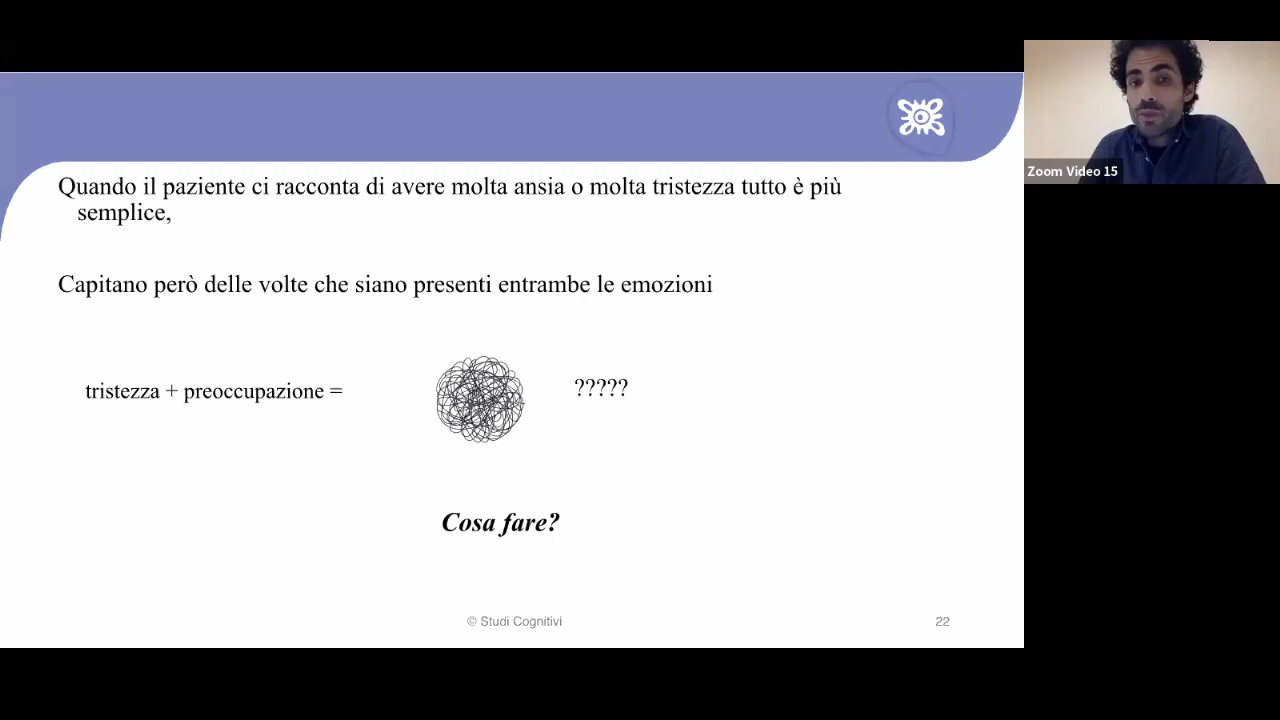 Quando il paziente ci racconta di avere molta ansia o molta tristezza tutto è più
semplice,
Capitano però delle volte che siano presenti entrambe le emozioni
tristezza + preoccupazione =
?????
Cosa fare?
© Studi Cognitivi
22
Zoom Video 15